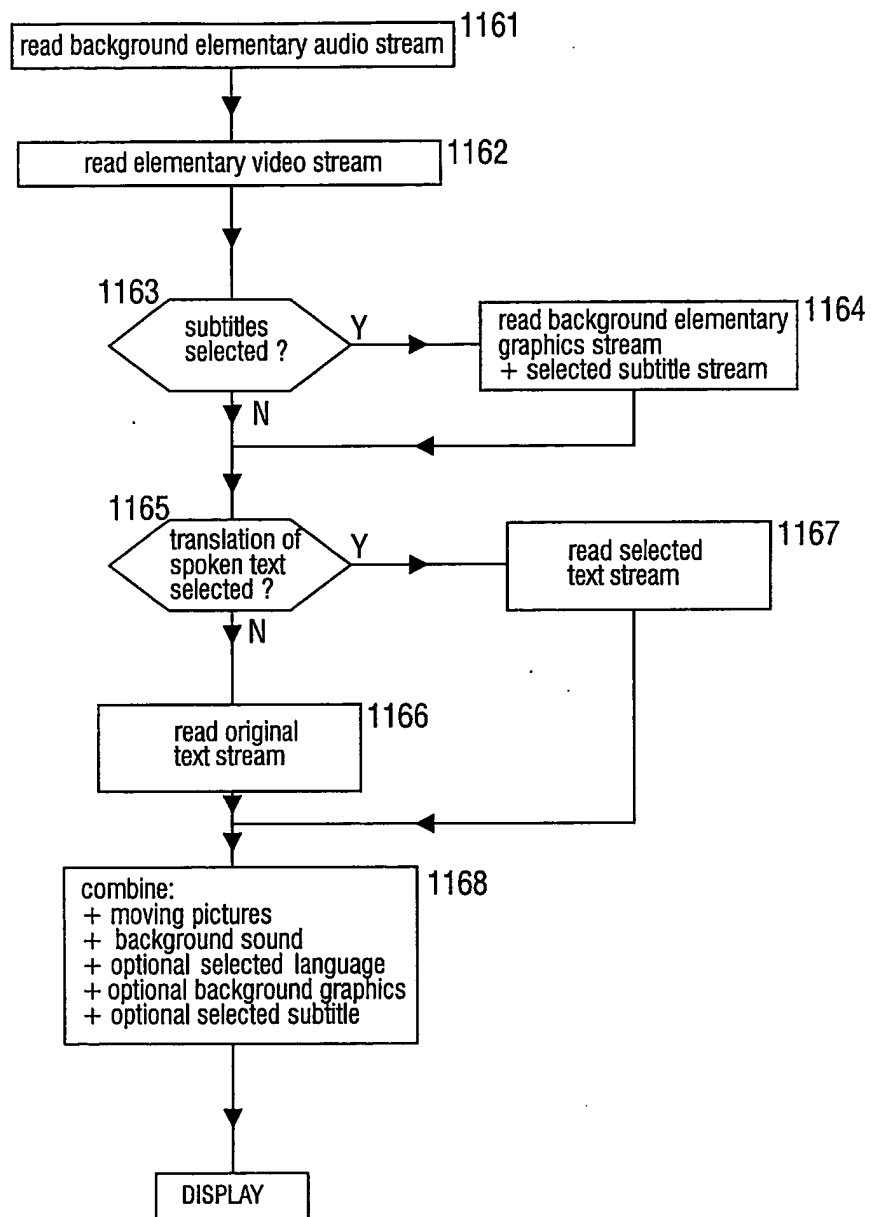 read background elementary audio stream
1161
read elementary video stream
1162
1163
subtitles
selected ?
Y
read background elementary
graphics stream
+ selected subtitle stream
1164
N
1165
translation of
spoken text
selected ?
Y
read selected
text stream
1167
N
read original
text stream
1166
combine:
+ moving pictures
+ background sound
+ optional selected language
+ optional background graphics
+ optional selected subtitle
1168
DISPLAY